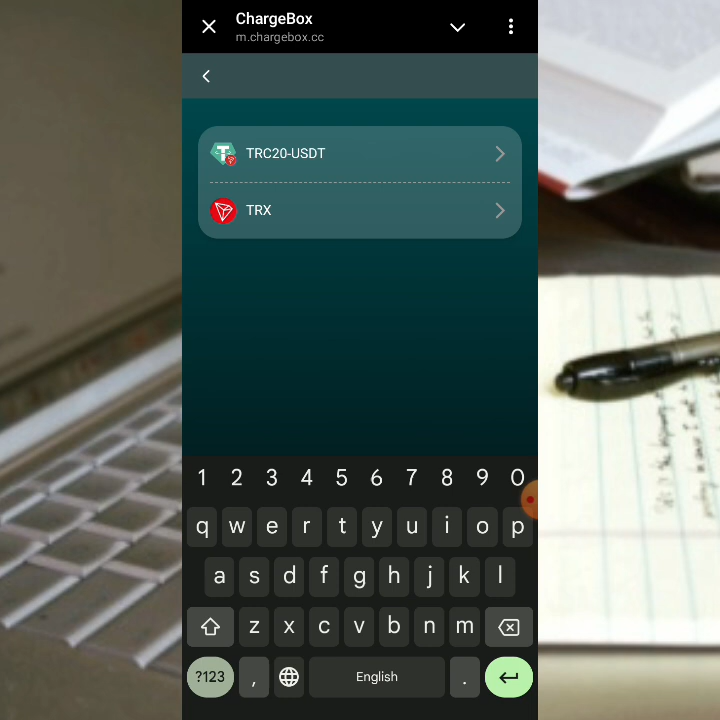 ChargeBox
m.chargebox.cc
TRC20-USDT
TRX
1 2 3 4 5 6 7 8 9 0
q w e r t y u i o p
a s d f g h j k l
z x c v b n m
?123 , English .